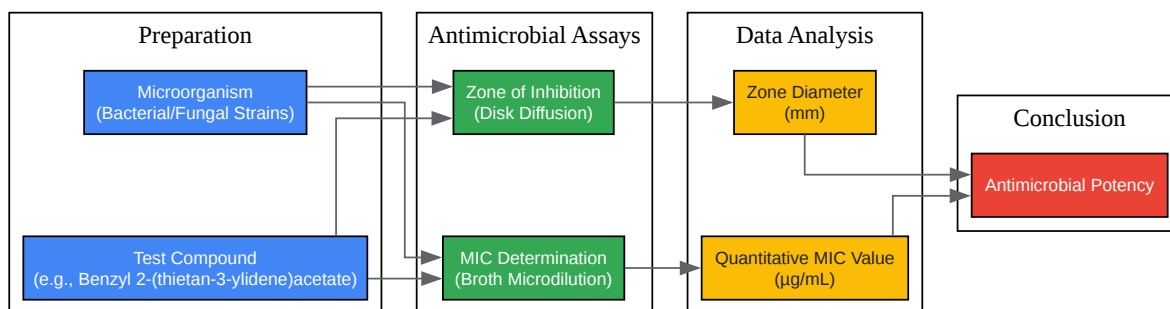 Preparation
Microorganism
(Bacterial/Fungal Strains)
Test Compound
(e.g., Benzyl 2-(thietan-3-ylidene)acetate)
Antimicrobial Assays
Zone of Inhibition
(Disk Diffusion)
MIC Determination
(Broth Microdilution)
Data Analysis
Zone Diameter
(mm)
Quantitative MIC Value
(µg/mL)
Conclusion
Antimicrobial Potency